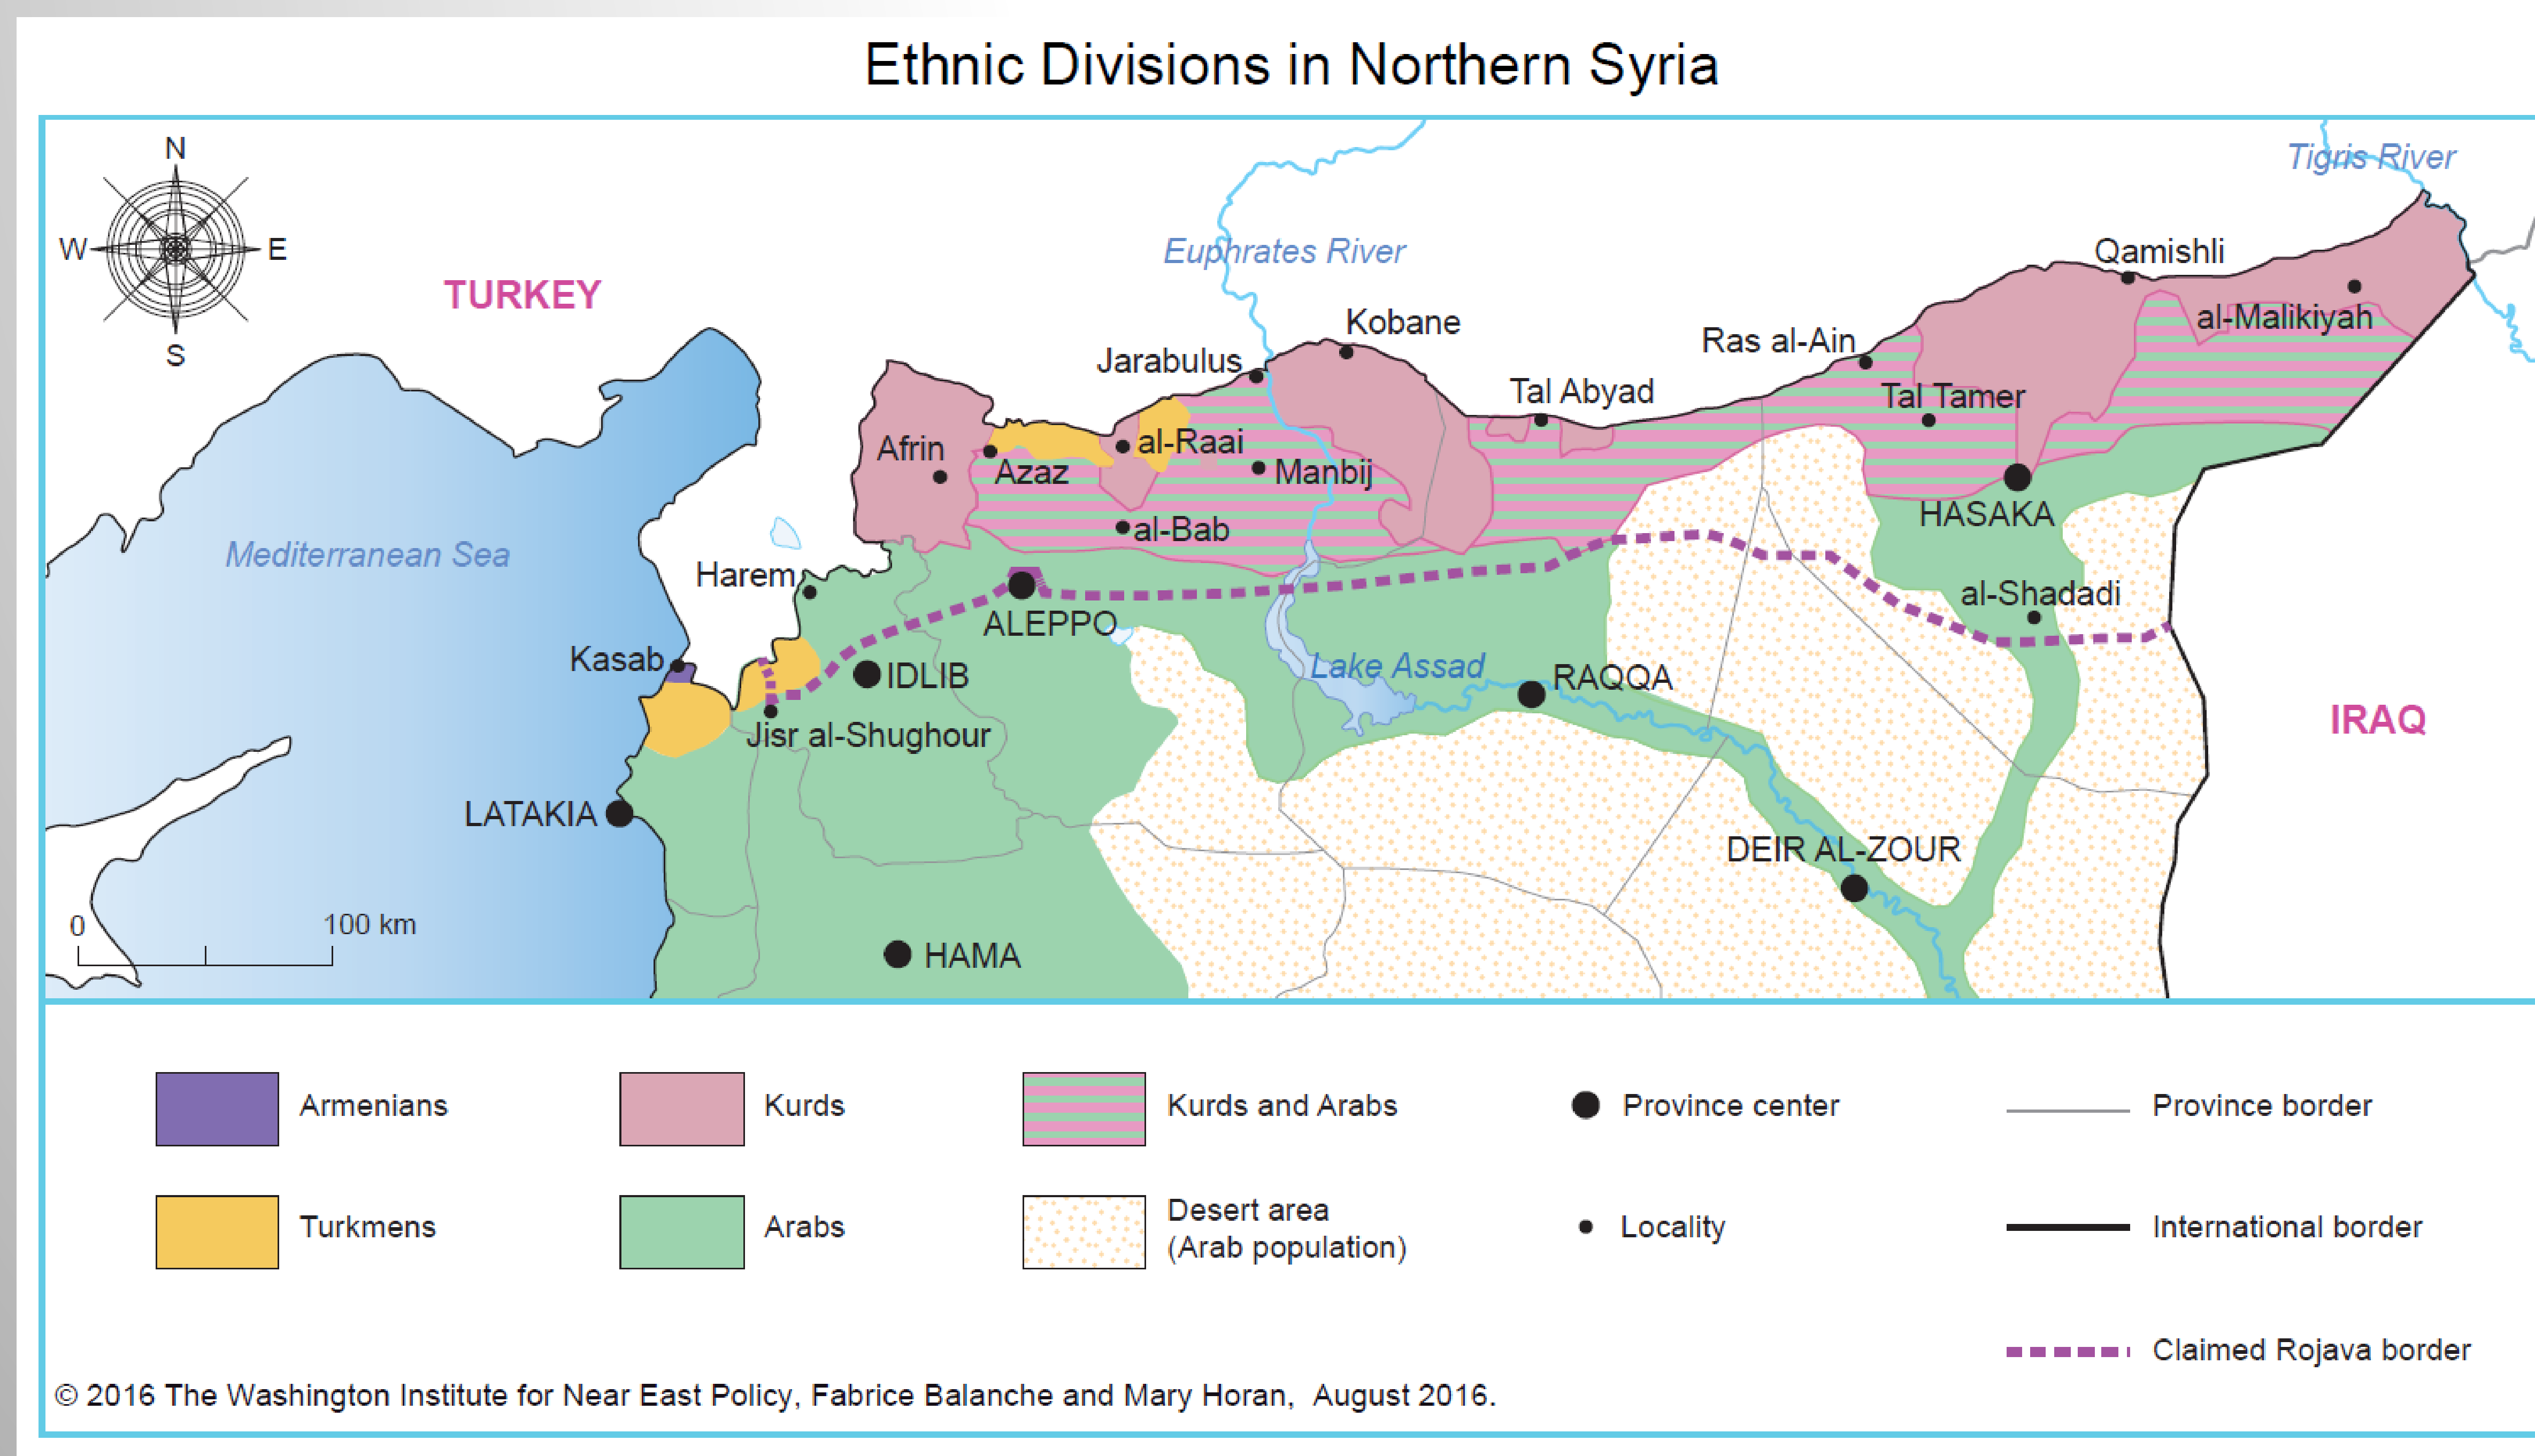 Ethnic Divisions in Northern Syria
N
W
E
S
TURKEY
Tigris River
Euphrates River
Qamishli
al-Malikiyah
Kobane
Ras al-Ain
Jarabulus
Tal Abyad
Tal Tamer
Afrin
al-Raai
Azaz
Manbij
HASAKA
al-Bab
Mediterranean Sea
Harem
al-Shadadi
ALEPPO
Kasab
IDLIB
Lake Assad
RAQQA
IRAQ
Jisr al-Shughour
LATAKIA
DEIR AL-ZOUR
0
100 km
HAMA
Armenians
Kurds
Kurds and Arabs
Province center
Province border
Turkmens
Arabs
Desert area
(Arab population)
Locality
International border
Claimed Rojava border
© 2016 The Washington Institute for Near East Policy, Fabrice Balanche and Mary Horan, August 2016.